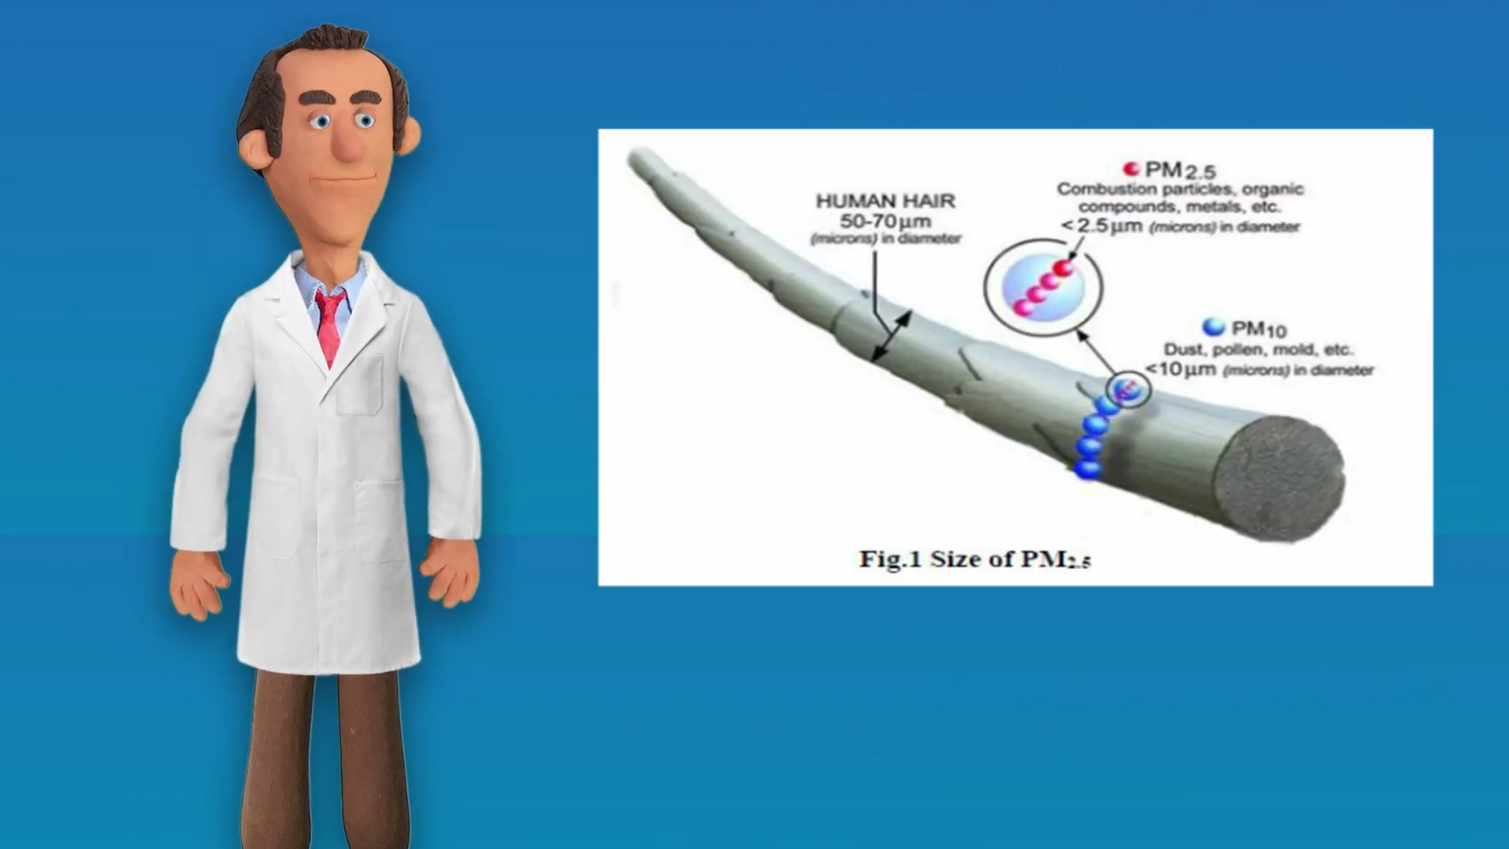 HUMAN HAIR
50-70μm
(microns) in diameter
PM2.5
Combustion particles, organic
compounds, metals, etc.
<2.5μm (microns) in diameter
PM10
Dust, pollen, mold, etc.
<10μm (microns) in diameter
Fig.1 Size of PM2.5